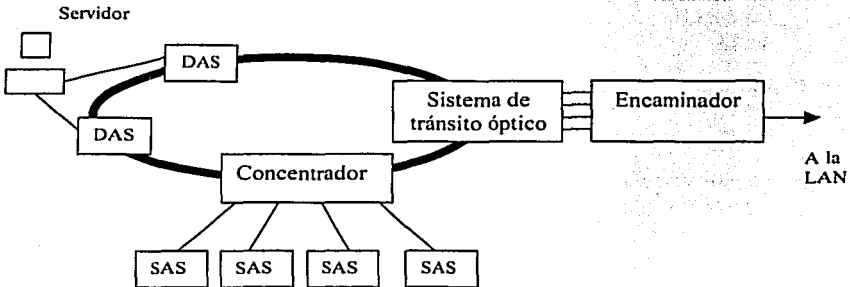 Servidor
DAS
DAS
Sistema de
tránsito óptico
Encaminador
A la
LAN
Concentrador
SAS
SAS
SAS
SAS